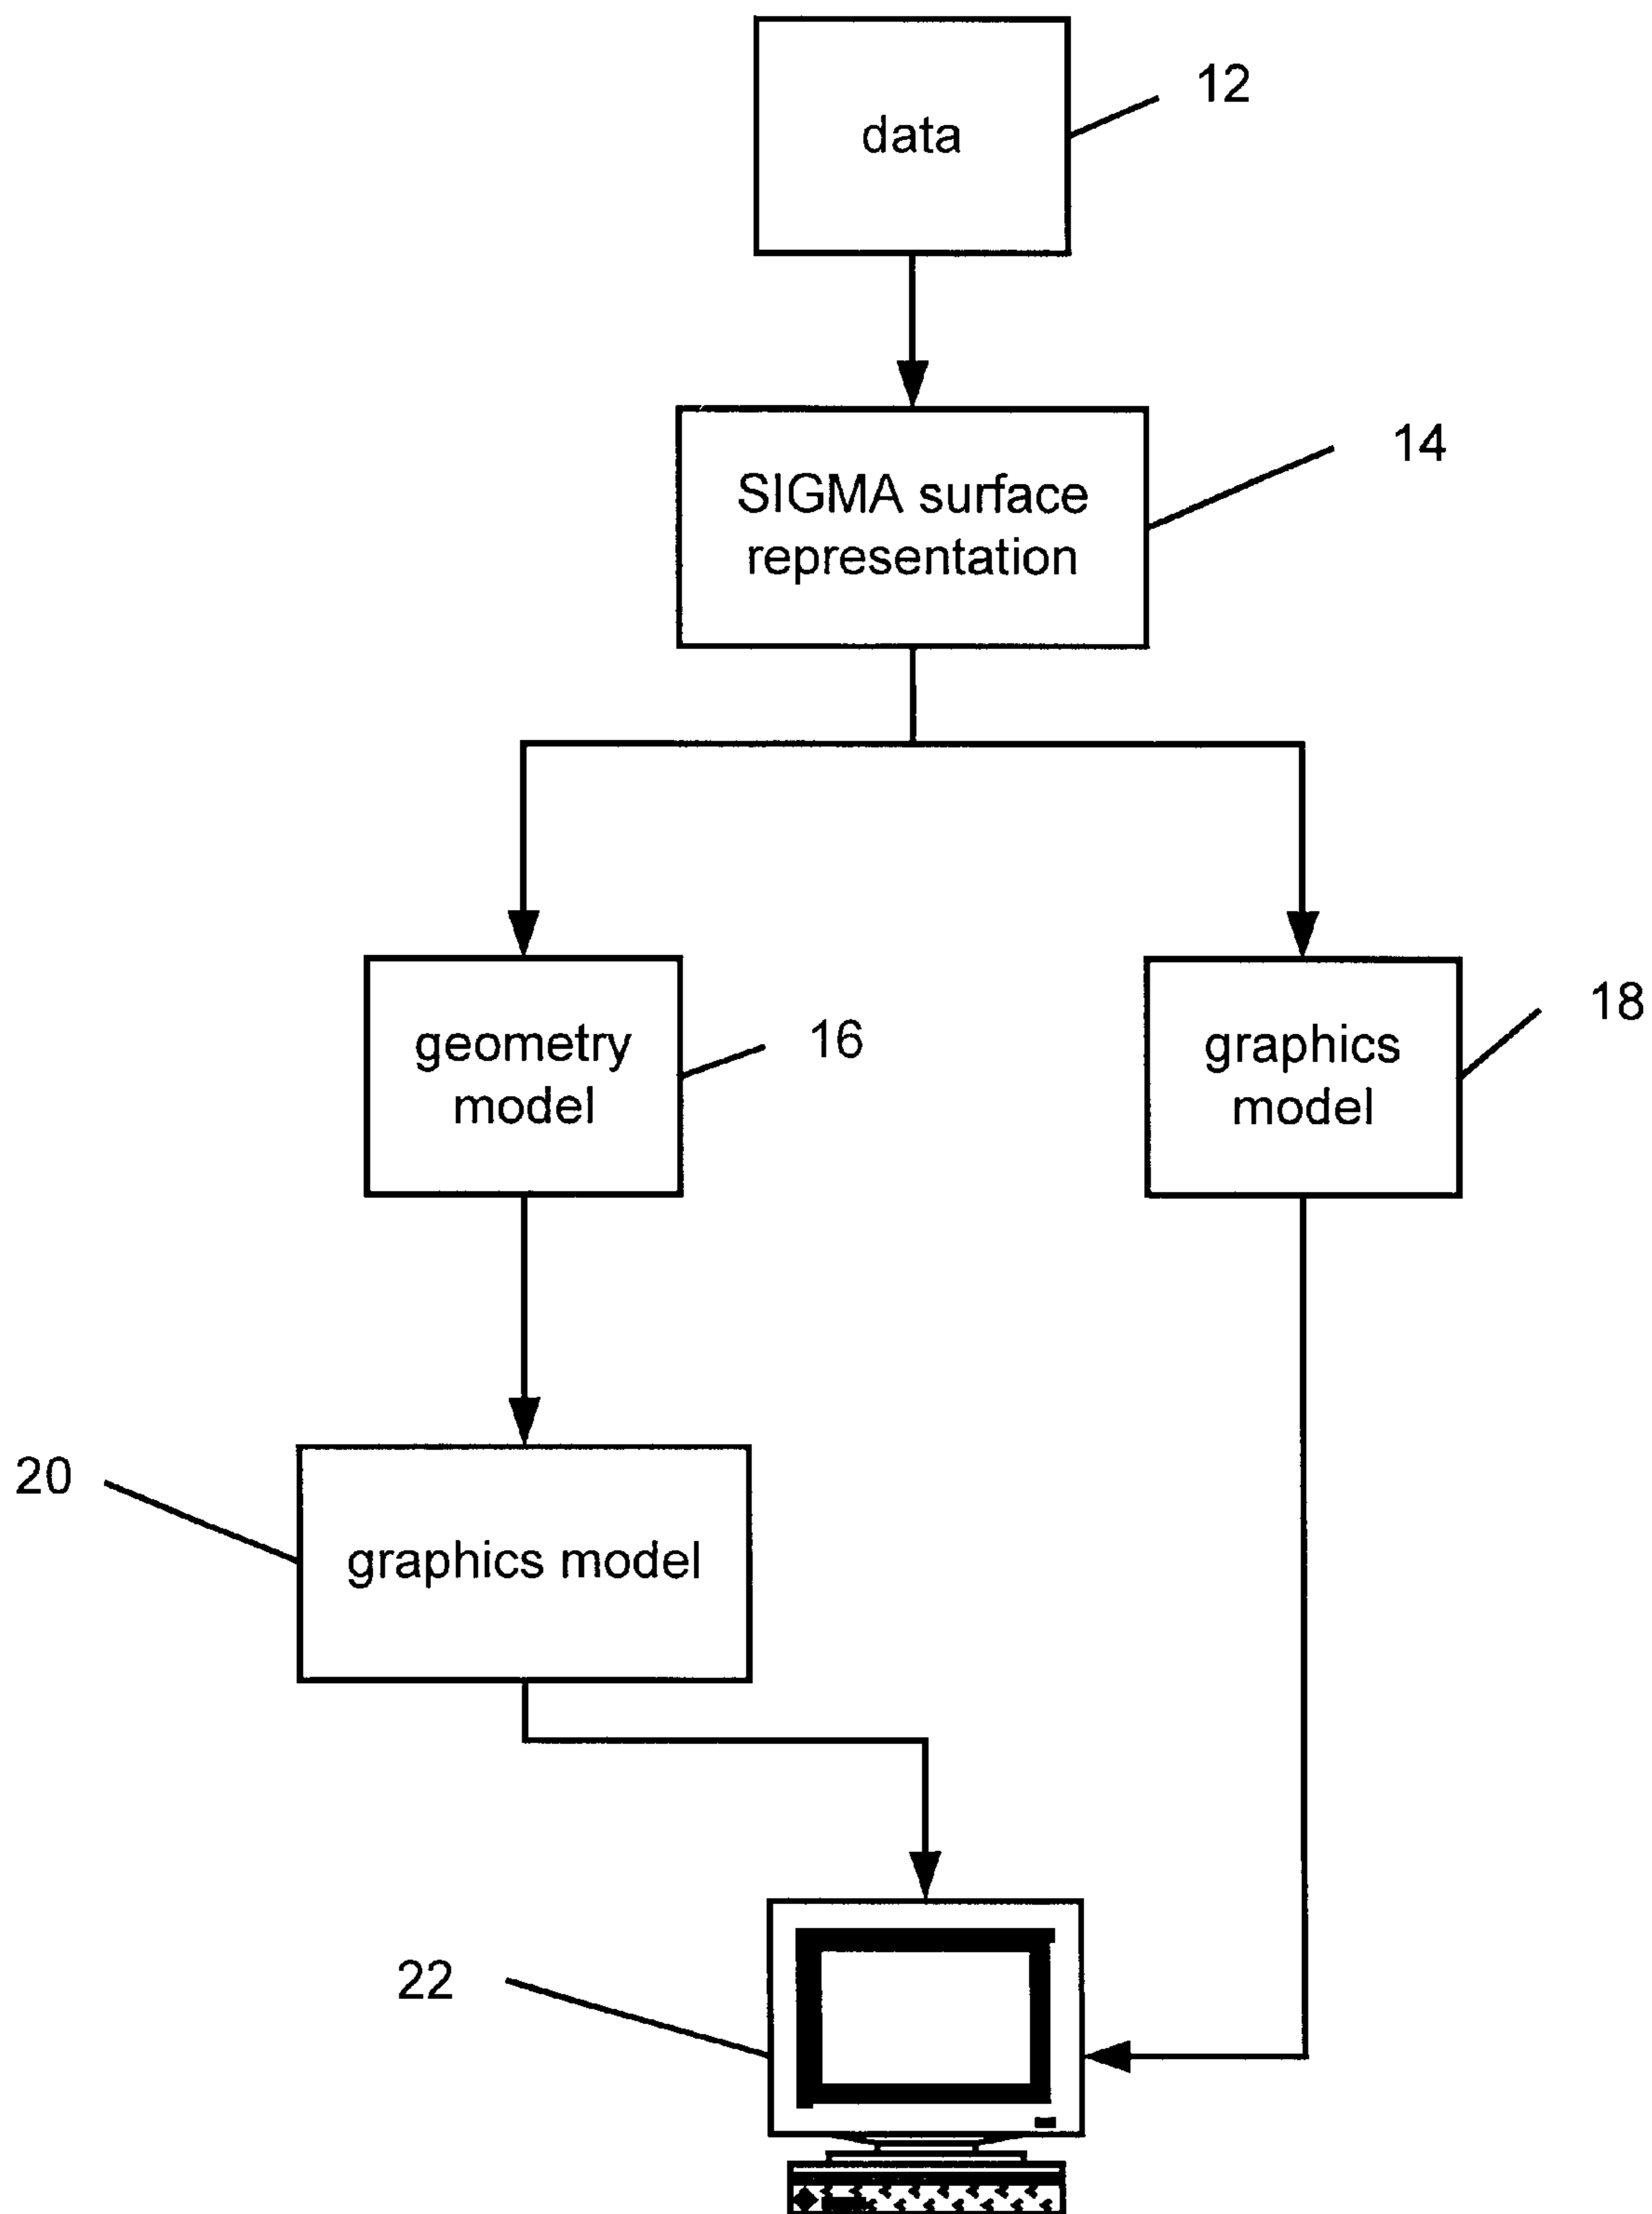 data
12
SIGMA surface
representation
14
geometry
model
16
graphics
model
18
20
graphics model
22